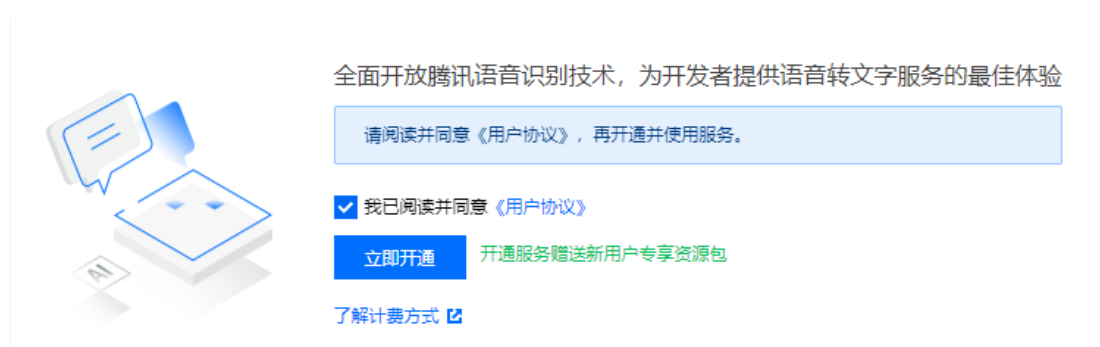 全面开放腾讯语音识别技术，为开发者提供语音转文字服务的最佳体验
请阅读并同意《用户协议》，再开通并使用服务。
我已阅读并同意《用户协议》
立即开通 开通服务赠送新用户专享资源包
AI
了解计费方式